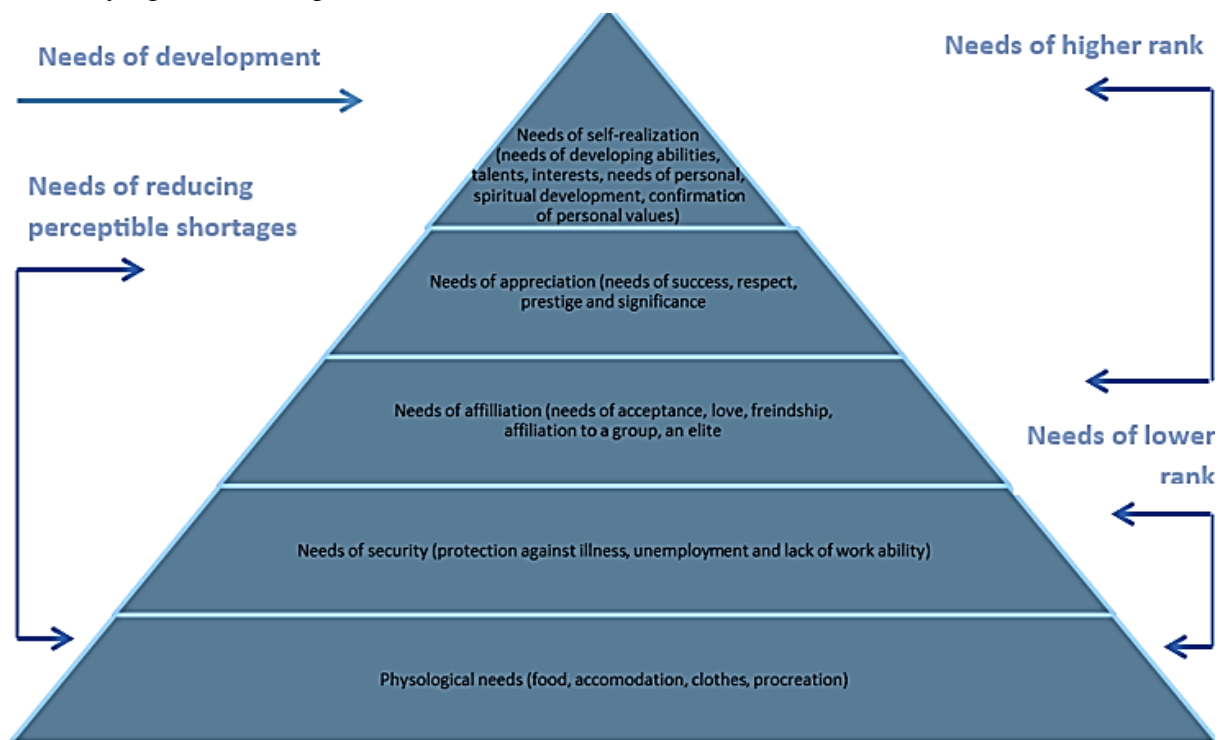 Needs of development
Needs of higher rank
Needs of self-realization
(needs of developing abilities,
talents, interests, needs of personal,
spiritual development, confirmation
of personal values)
Needs of reducing
perceptible shortages
Needs of appreciation (needs of success, respect,
prestige and significance
Needs of affilliation (needs of acceptance, love, freindship,
affiliation to a group, an elite
Needs of lower
rank
Needs of security (protection against illness, unemployment and lack of work ability)
Physological needs (food, accomodation, clothes, procreation)